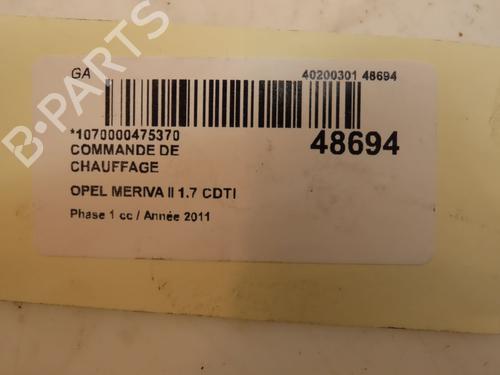 GA
40200301 48694
*1070000475370
48694
COMMANDE DE
CHAUFFAGE
OPEL MERIVA II 1.7 CDTI
Phase 1 cc / Année 2011
B-PARTS